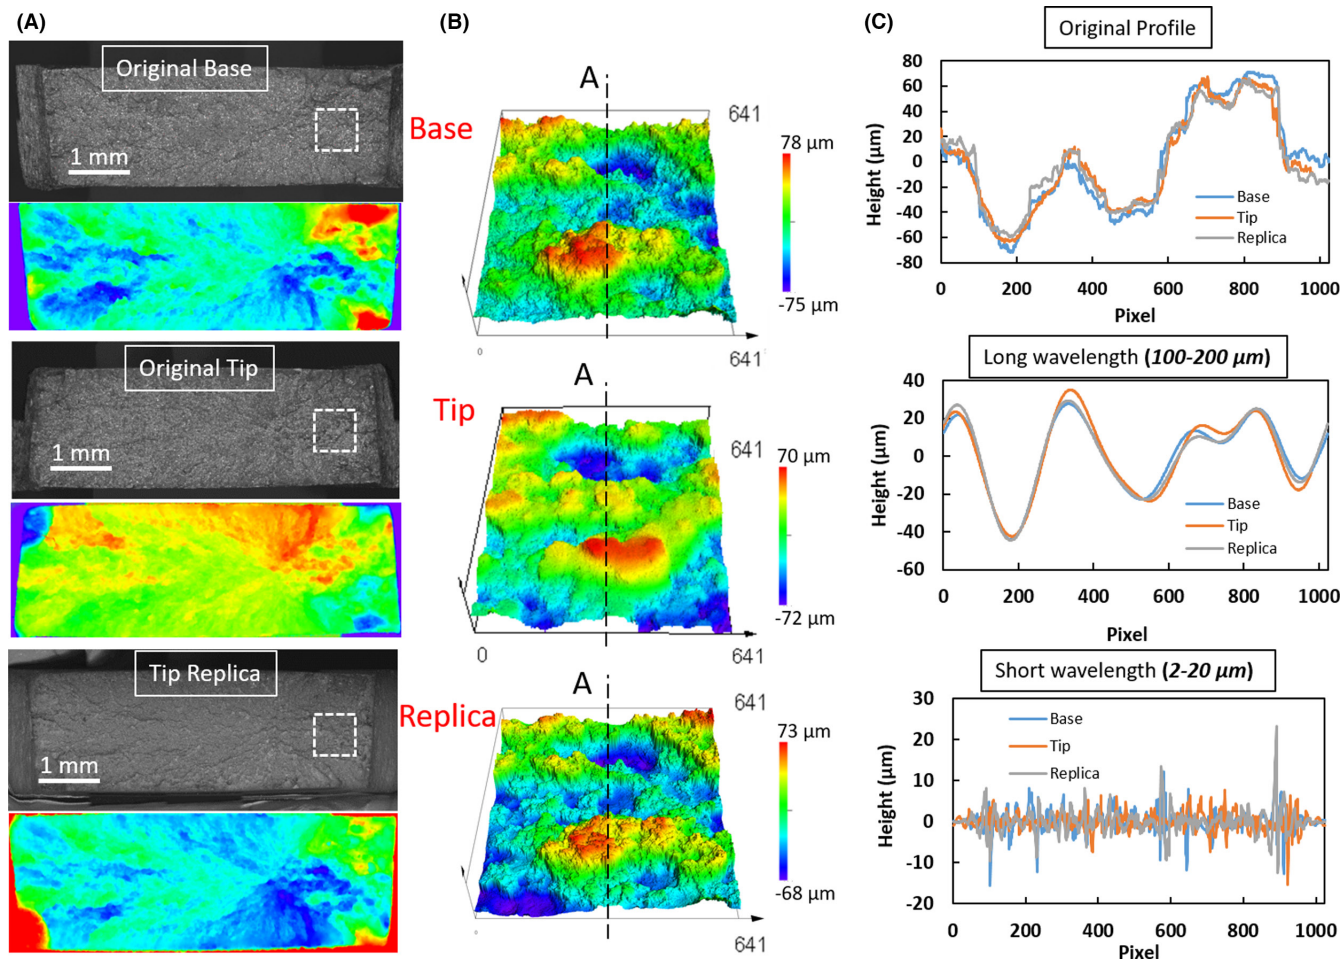 (A)
Original Base
1 mm
Original Tip
1 mm
Tip Replica
1 mm
(B)
A
Base
641
78 µm
-75 µm
0
641
A
Tip
641
70 µm
-72 µm
0
641
A
Replica
641
73 µm
-68 µm
641
(C)
Original Profile
Height (µm)
80
60
40
20
0
-20
-40
-60
-80
Base
Tip
Replica
0 200 400 600 800 1000
Pixel
Long wavelength (100-200 µm)
Height (µm)
40
20
0
-20
-40
-60
Base
Tip
Replica
0 200 400 600 800 1000
Pixel
Short wavelength (2-20 µm)
Height (µm)
30
20
10
0
-10
-20
Base
Tip
Replica
0 200 400 600 800 1000
Pixel